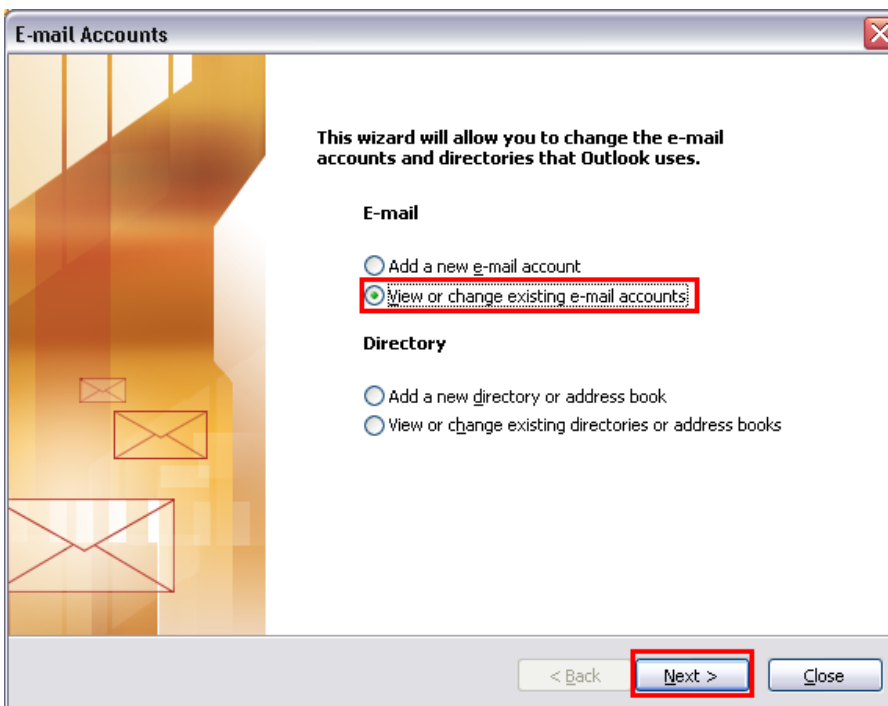 E-mail Accounts
This wizard will allow you to change the e-mail
accounts and directories that Outlook uses.
E-mail
Add a new e-mail account
View or change existing e-mail accounts
Directory
Add a new directory or address book
View or change existing directories or address books
< Back
Next >
Close